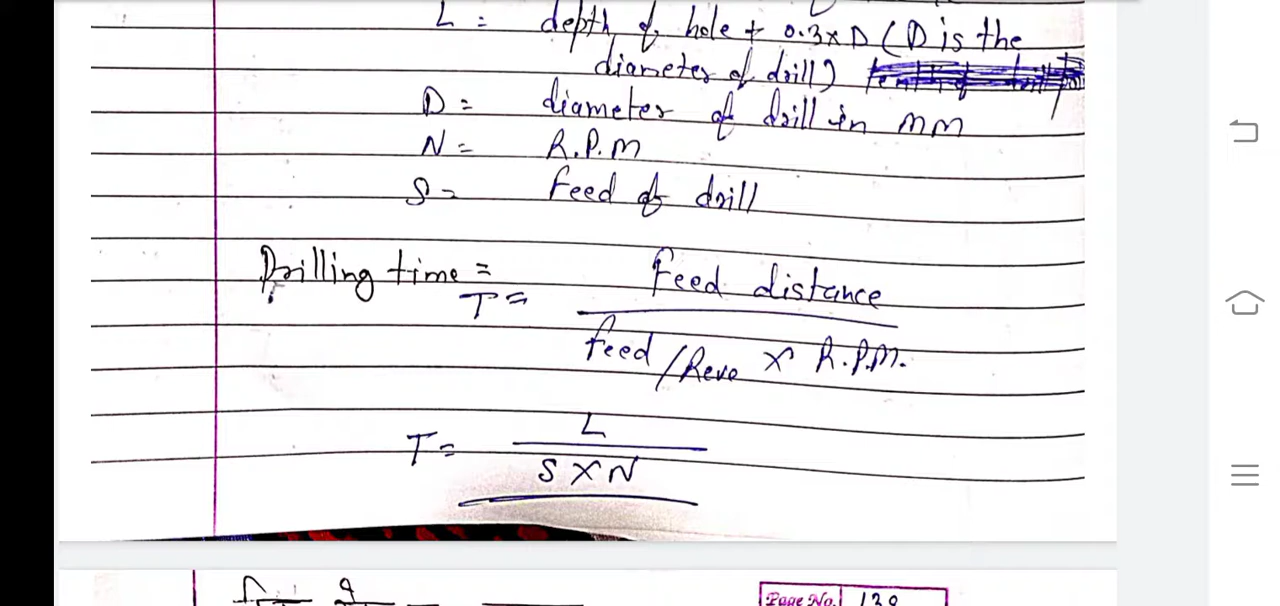 L = depth of hole + 0.3 x D ( D is the
diameter of drill)
D = diameter of drill in MM
N = R.P.M
S = feed of drill
Drilling time = Feed distance
T = feed / Reve x R.P.M.
T = L
S X N
Page No. 129